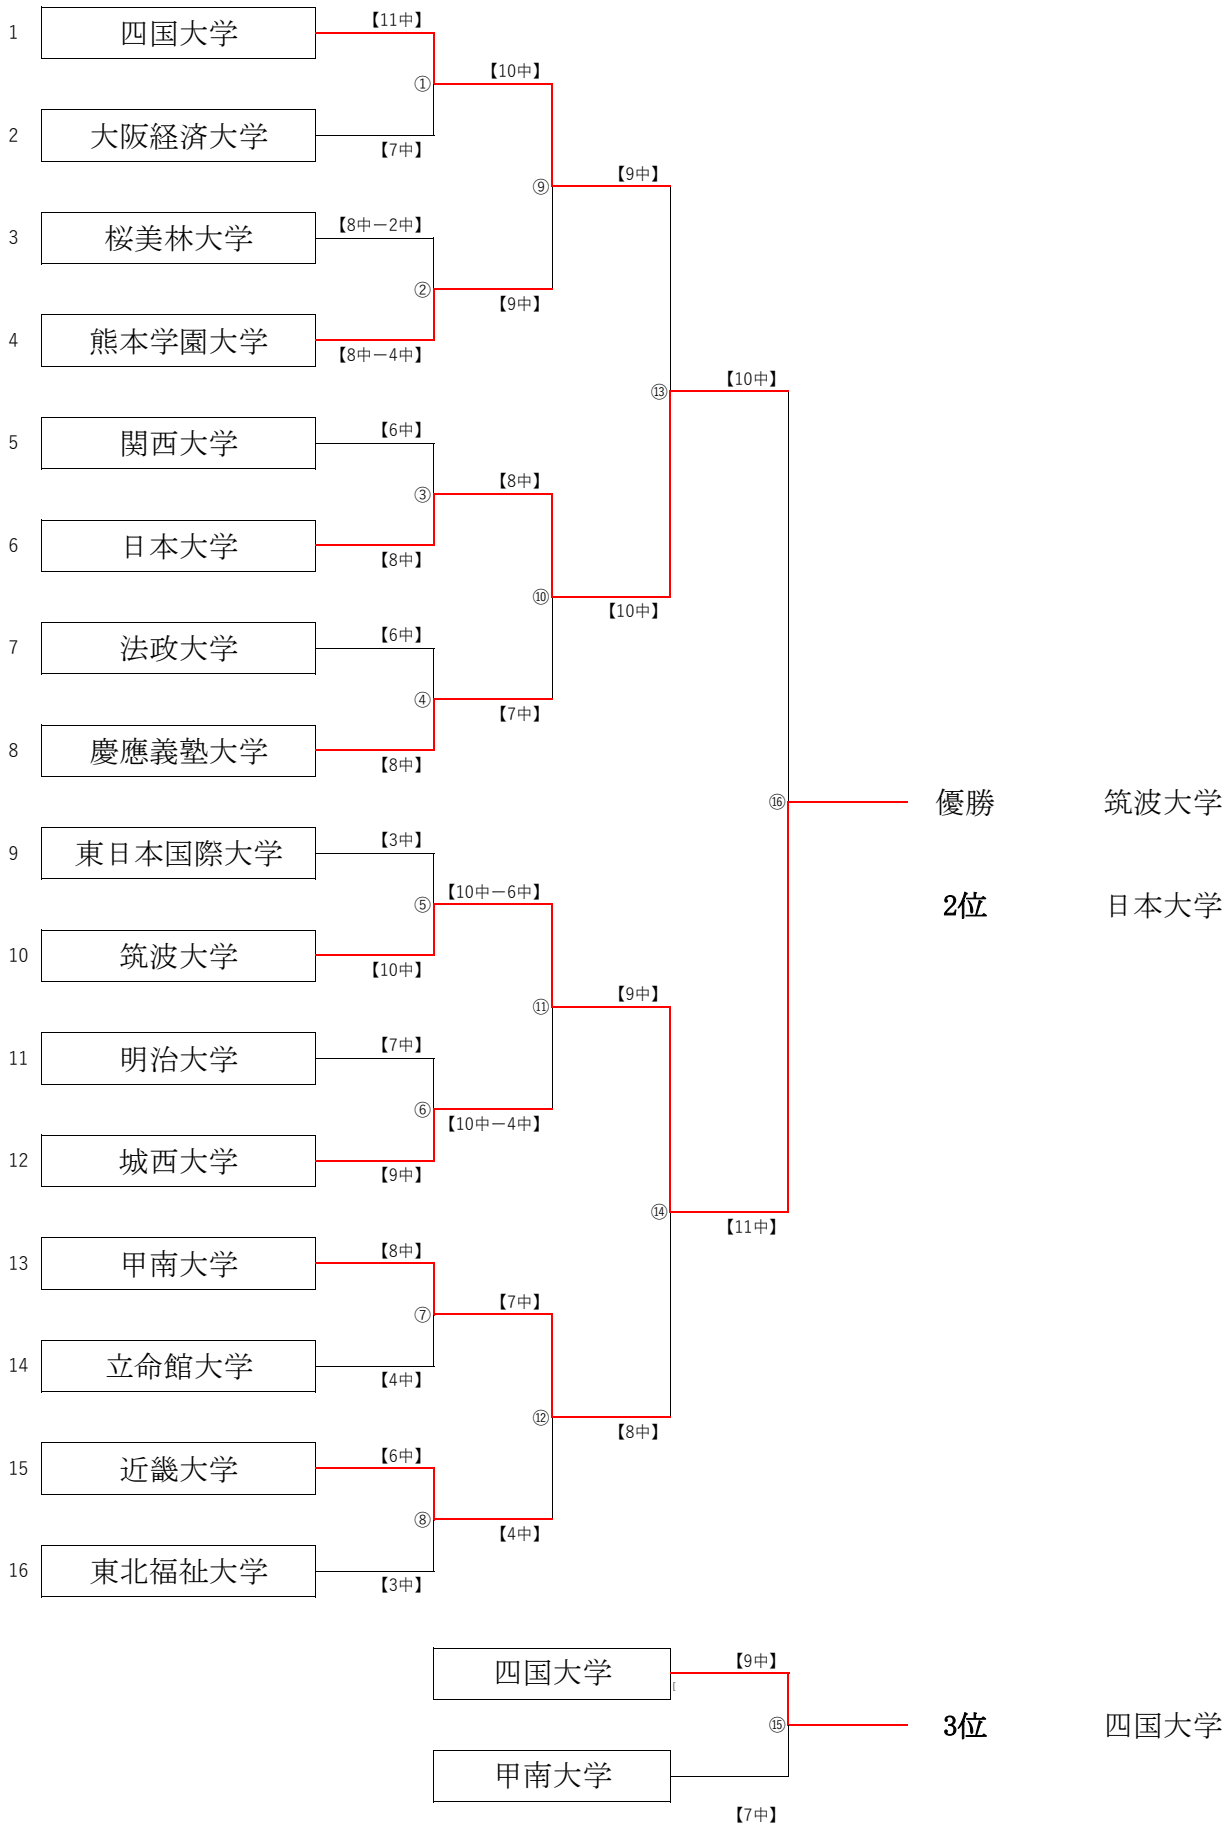 【11中】
1 四国大学
【10中】
①
2 大阪経済大学
【7中】
【9中】
⑨
【8中－2中】
3 桜美林大学
②
【9中】
4 熊本学園大学
【8中－4中】
【10中】
⑬
【6中】
5 関西大学
【8中】
③
6 日本大学
【8中】
⑩
【10中】
【6中】
7 法政大学
④
【7中】
8 慶應義塾大学
【8中】
⑯ 優勝 筑波大学
【3中】
9 東日本国際大学
【10中－6中】
⑤ 2位 日本大学
10 筑波大学
【10中】
【9中】
⑪
【7中】
11 明治大学
⑥
【10中－4中】
12 城西大学
【9中】
⑭
【11中】
【8中】
13 甲南大学
【7中】
⑦
14 立命館大学
【4中】
⑫
【8中】
【6中】
15 近畿大学
⑧
【4中】
16 東北福祉大学
【3中】
【9中】
四国大学
[
⑮ 3位 四国大学
甲南大学
【7中】